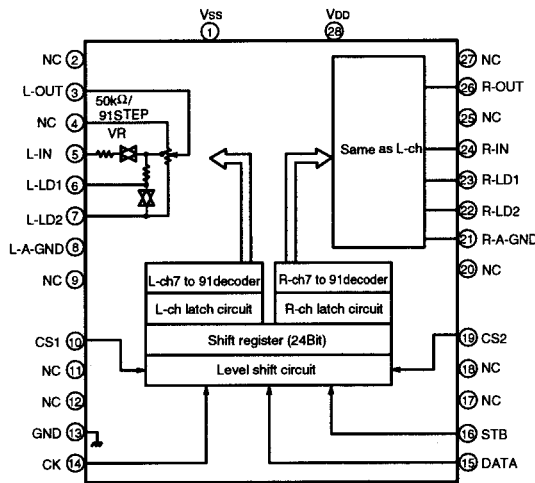 VSS
1
VDD
28
NC 2
L-OUT 3
NC 4
L-IN 5
L-LD1 6
L-LD2 7
L-A-GND 8
NC 9
CS1 10
NC 11
NC 12
GND 13
CK 14
50kΩ/
91STEP
VR
Same as L-ch
L-ch7 to 91decoder
R-ch7 to 91decoder
L-ch latch circuit
R-ch latch circuit
Shift register (24Bit)
Level shift circuit
27 NC
26 R-OUT
25 NC
24 R-IN
23 R-LD1
22 R-LD2
21 R-A-GND
20 NC
19 CS2
18 NC
17 NC
16 STB
15 DATA